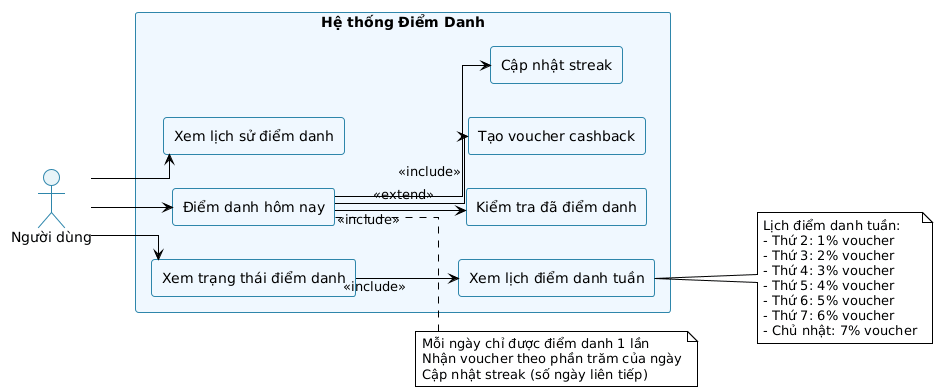 Hệ thống Điểm Danh
Cập nhật streak
Xem lịch sử điểm danh
Tạo voucher cashback
«include»
«extend»
Người dùng
Điểm danh hôm nay
Kiểm tra đã điểm danh
«include»
Xem trạng thái điểm danh
«include»
Xem lịch điểm danh tuần
Lịch điểm danh tuần:
- Thứ 2: 1% voucher
- Thứ 3: 2% voucher
- Thứ 4: 3% voucher
- Thứ 5: 4% voucher
- Thứ 6: 5% voucher
- Thứ 7: 6% voucher
- Chủ nhật: 7% voucher
Mỗi ngày chỉ được điểm danh 1 lần
Nhận voucher theo phần trăm của ngày
Cập nhật streak (số ngày liên tiếp)